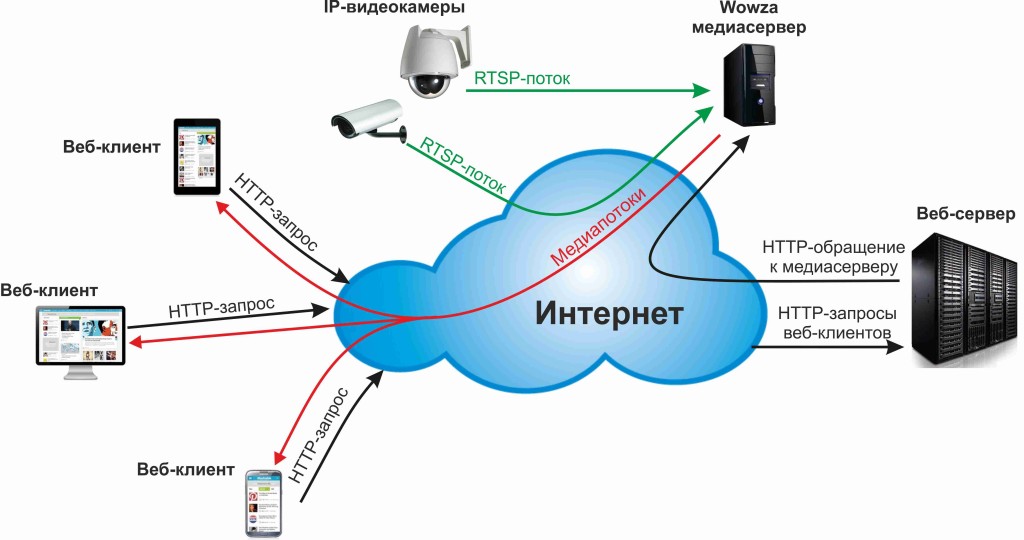 IP-видеокамеры
Wowza
медиасервер
RTSP-поток
RTSP-поток
Веб-клиент
HTTP-запрос
Медиапотоки
Веб-сервер
HTTP-обращение
к медиасерверу
Веб-клиент
HTTP-запрос
Интернет
HTTP-запросы
веб-клиентов
HTTP-запрос
Веб-клиент